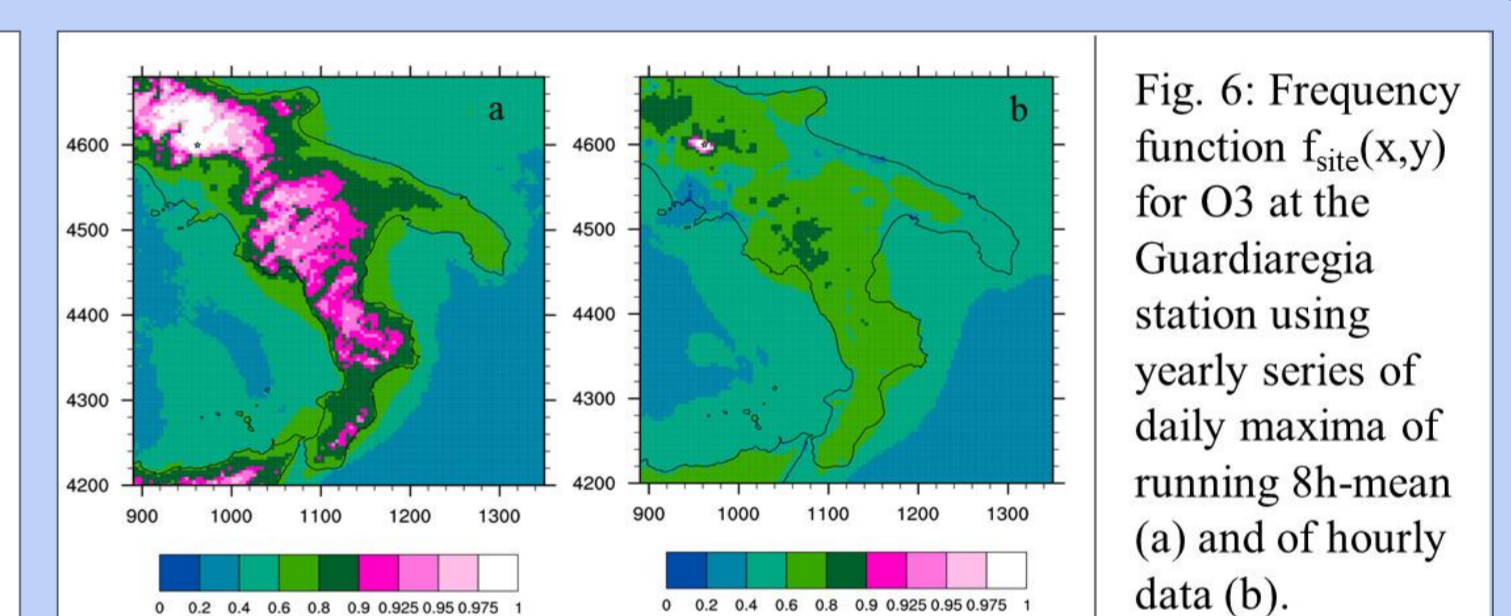 a
b
4600
4500
4400
4300
4200
900 1000 1100 1200 1300
0 0.2 0.4 0.6 0.8 0.9 0.925 0.95 0.975 1
4600
4500
4400
4300
4200
900 1000 1100 1200 1300
0 0.2 0.4 0.6 0.8 0.9 0.925 0.95 0.975 1
Fig. 6: Frequency
function fsite(x,y)
for O3 at the
Guardiaregia
station using
yearly series of
daily maxima of
running 8h-mean
(a) and of hourly
data (b).